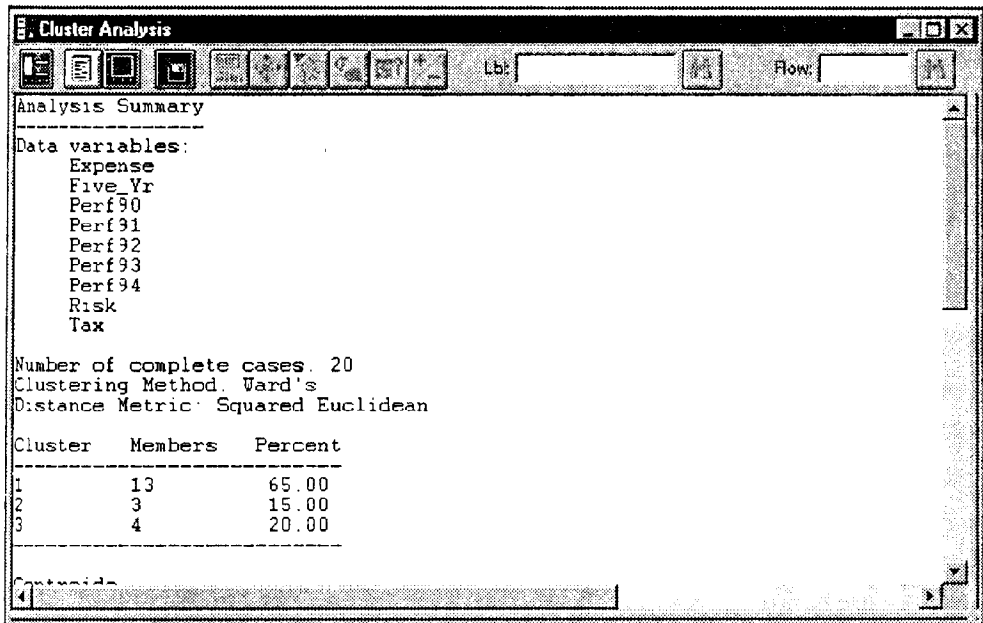 Cluster Analysis
Lbl: Row:
Analysis Summary
Data variables:
Expense
Five_Yr
Perf90
Perf91
Perf92
Perf93
Perf94
Risk
Tax
Number of complete cases. 20
Clustering Method. Ward's
Distance Metric: Squared Euclidean
Cluster Members Percent
1 13 65.00
2 3 15.00
3 4 20.00